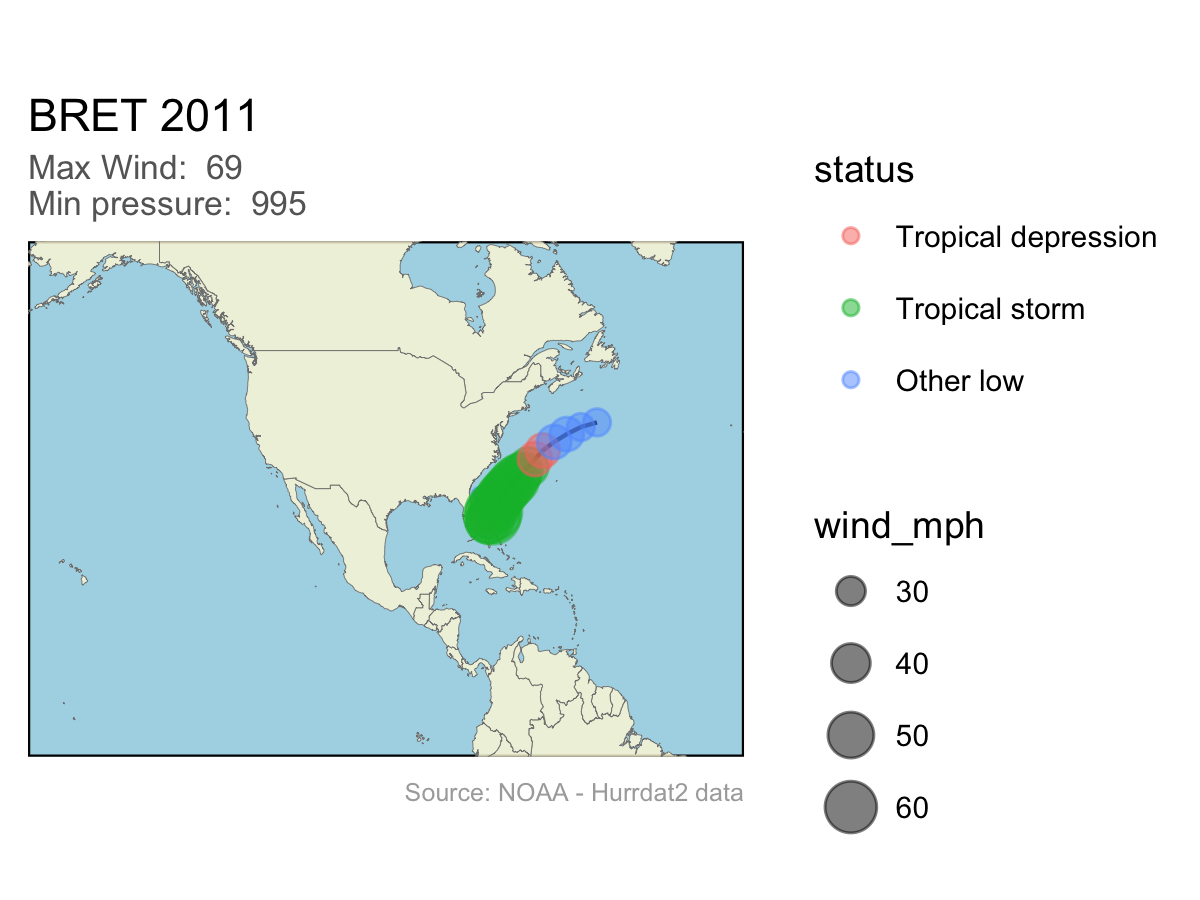 BRET 2011
Max Wind:  69
Min pressure:  995
status
Tropical depression
Tropical storm
Other low
wind_mph
30
40
50
60
Source: NOAA - Hurrdat2 data